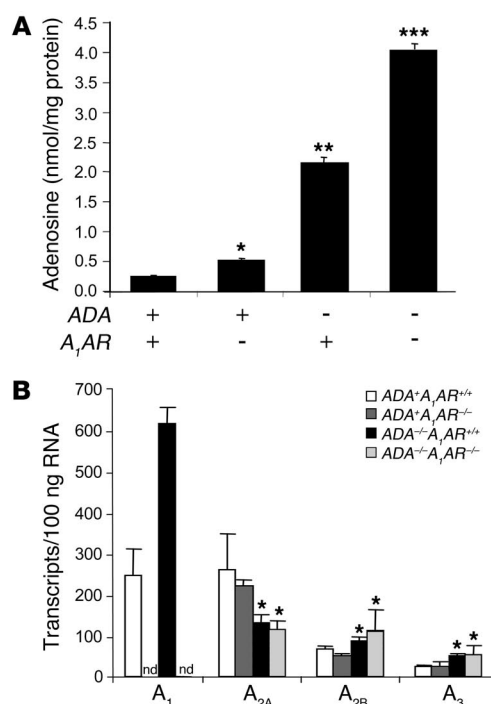 A
Adenosine (nmol/mg protein)
4.5
4.0
3.5
3.0
2.5
2.0
1.5
1.0
0.5
0.0
* ** ***
ADA + + - -
A₁AR + - + -
B
Transcripts/100 ng RNA
700
600
500
400
300
200
100
0
ADA⁺A₁AR⁺/⁺
ADA⁺A₁AR⁻/⁻
ADA⁻/⁻A₁AR⁺/⁺
ADA⁻/⁻A₁AR⁻/⁻
nd nd * * * * * *
A₁ A₂A A₂B A₃